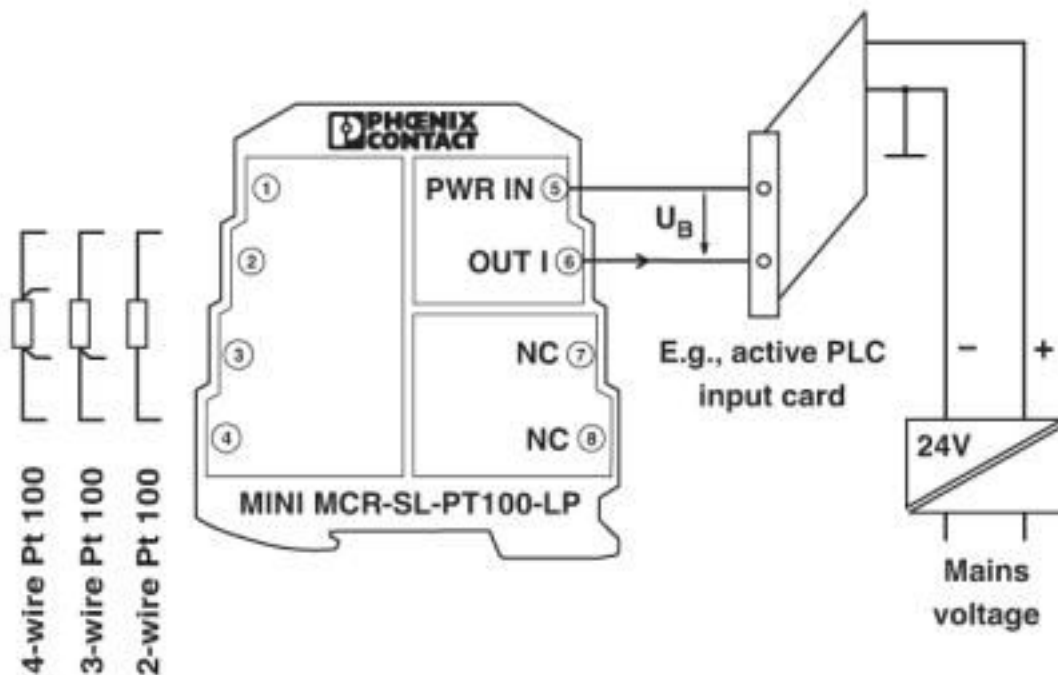 PHŒNIX
CONTACT
1
PWR IN 5
2
OUT I 6
U_B
3
NC 7
4
NC 8
MINI MCR-SL-PT100-LP
E.g., active PLC
input card
− +
24V
Mains
voltage
4-wire Pt 100
3-wire Pt 100
2-wire Pt 100